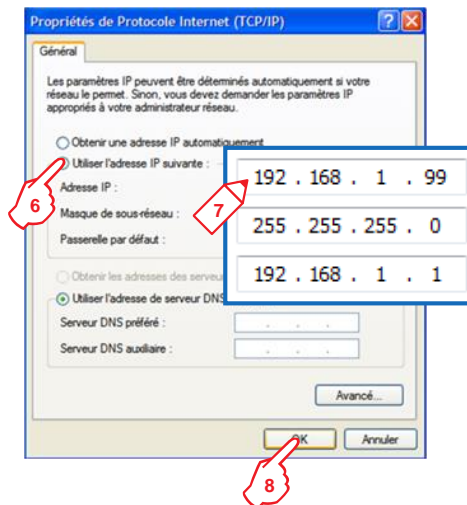 Propriétés de Protocole Internet (TCP/IP)
Général
Les paramètres IP peuvent être déterminés automatiquement si votre
réseau le permet. Sinon, vous devez demander les paramètres IP
appropriés à votre administrateur réseau.
Obtenir une adresse IP automatiquement
Utiliser l'adresse IP suivante :
6
Adresse IP :
7
192 . 168 . 1 . 99
Masque de sous-réseau :
255 . 255 . 255 . 0
Passerelle par défaut :
192 . 168 . 1 . 1
Obtenir les adresses des
Utiliser l'adresse de serveur DNS
Serveur DNS préféré :
Serveur DNS auxiliaire :
Avancé...
OK
Annuler
8